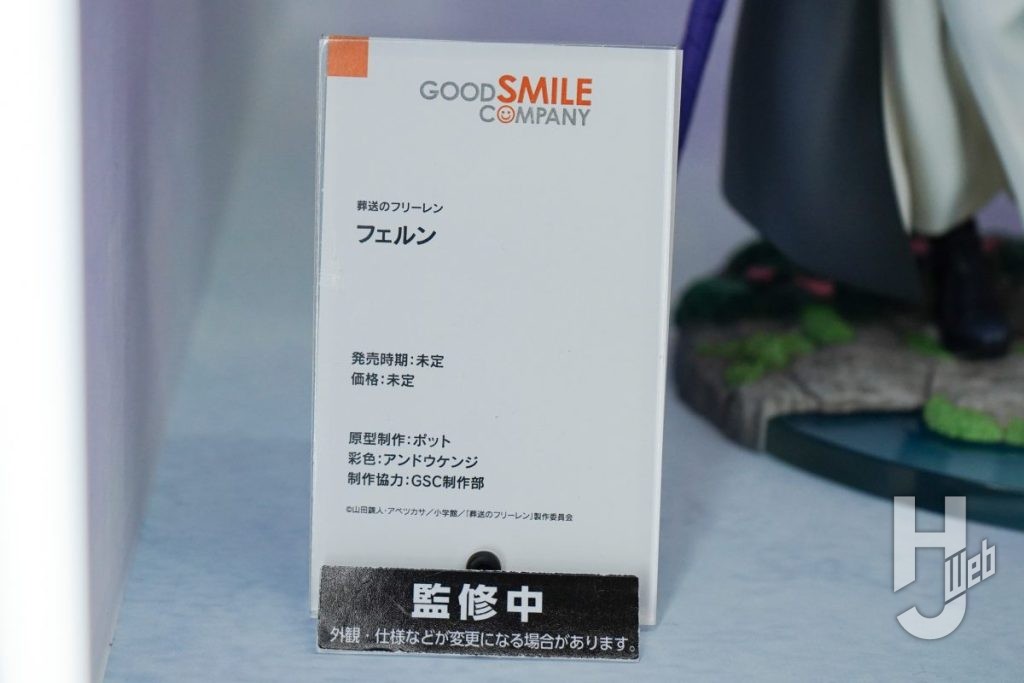 GOOD SMILE
COMPANY
葬送のフリーレン
フェルン
発売時期：未定
価格：未定
原型制作：ポット
彩色：アンドウケンジ
制作協力：GSC制作部
©山田鐘人・アベツカサ／小学館／「葬送のフリーレン」製作委員会
監修中
外観・仕様などが変更になる場合があります。
HJ Web